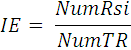 IE = NumRsi / NumTR